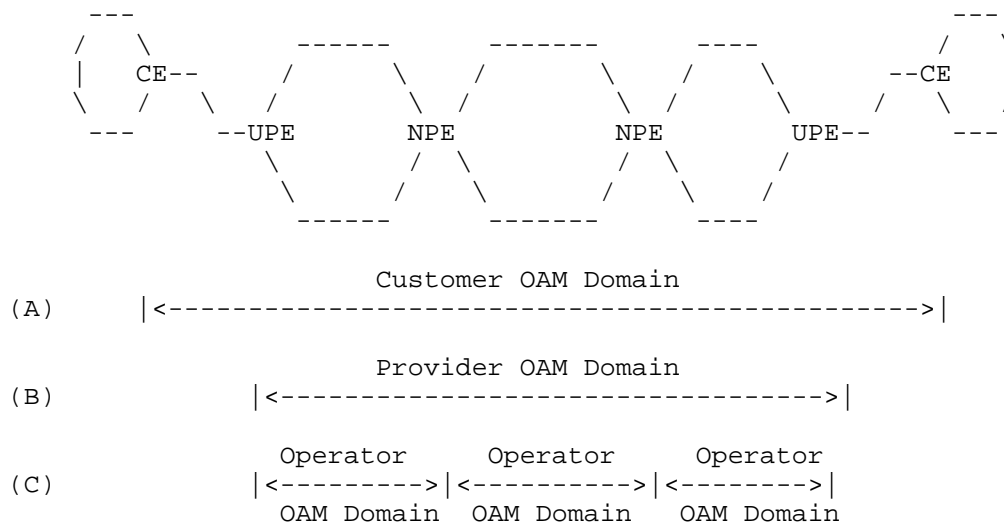 CE-- --CE
--UPE NPE NPE UPE--
Customer OAM Domain
(A) |<------------------------------------------------>|
Provider OAM Domain
(B) |<---------------------------------->|
Operator Operator Operator
(C) |<--------->|<---------->|<-------->|
OAM Domain OAM Domain OAM Domain